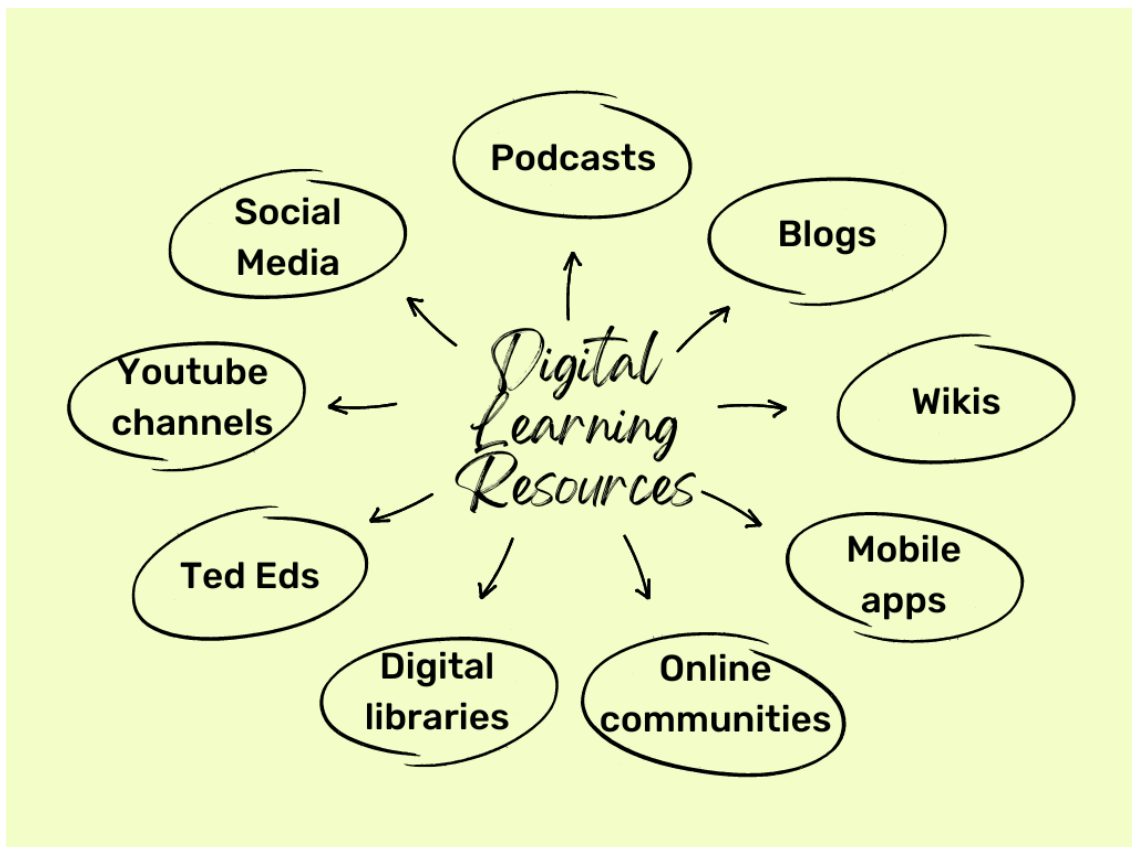 Podcasts
Social
Media
Blogs
Digital
Learning
Resources
Youtube
channels
Wikis
Ted Eds
Mobile
apps
Digital
libraries
Online
communities